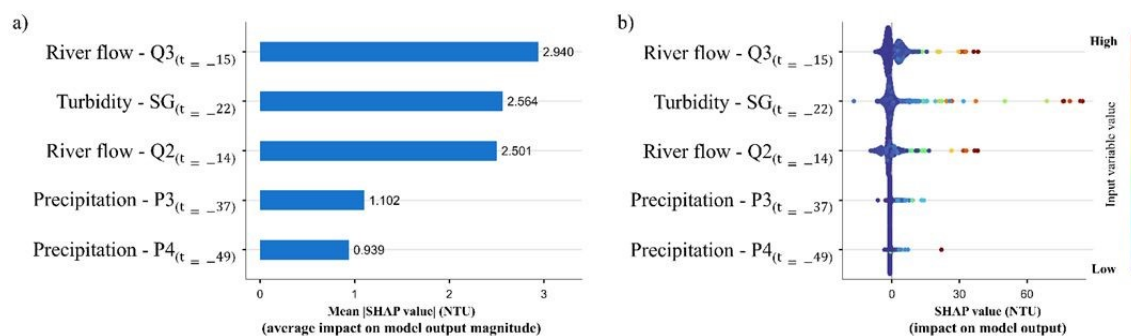 a)
River flow - Q3(t = _15)
Turbidity - SG(t = _22)
River flow - Q2(t = _14)
Precipitation - P3(t = _37)
Precipitation - P4(t = _49)
2.940
2.564
2.501
1.102
0.939
0 1 2 3
Mean |SHAP value| (NTU)
(average impact on model output magnitude)
b)
River flow - Q3(t = _15)
Turbidity - SG(t = _22)
River flow - Q2(t = _14)
Precipitation - P3(t = _37)
Precipitation - P4(t = _49)
0 30 60
SHAP value (NTU)
(impact on model output)
High
Input variable value
Low